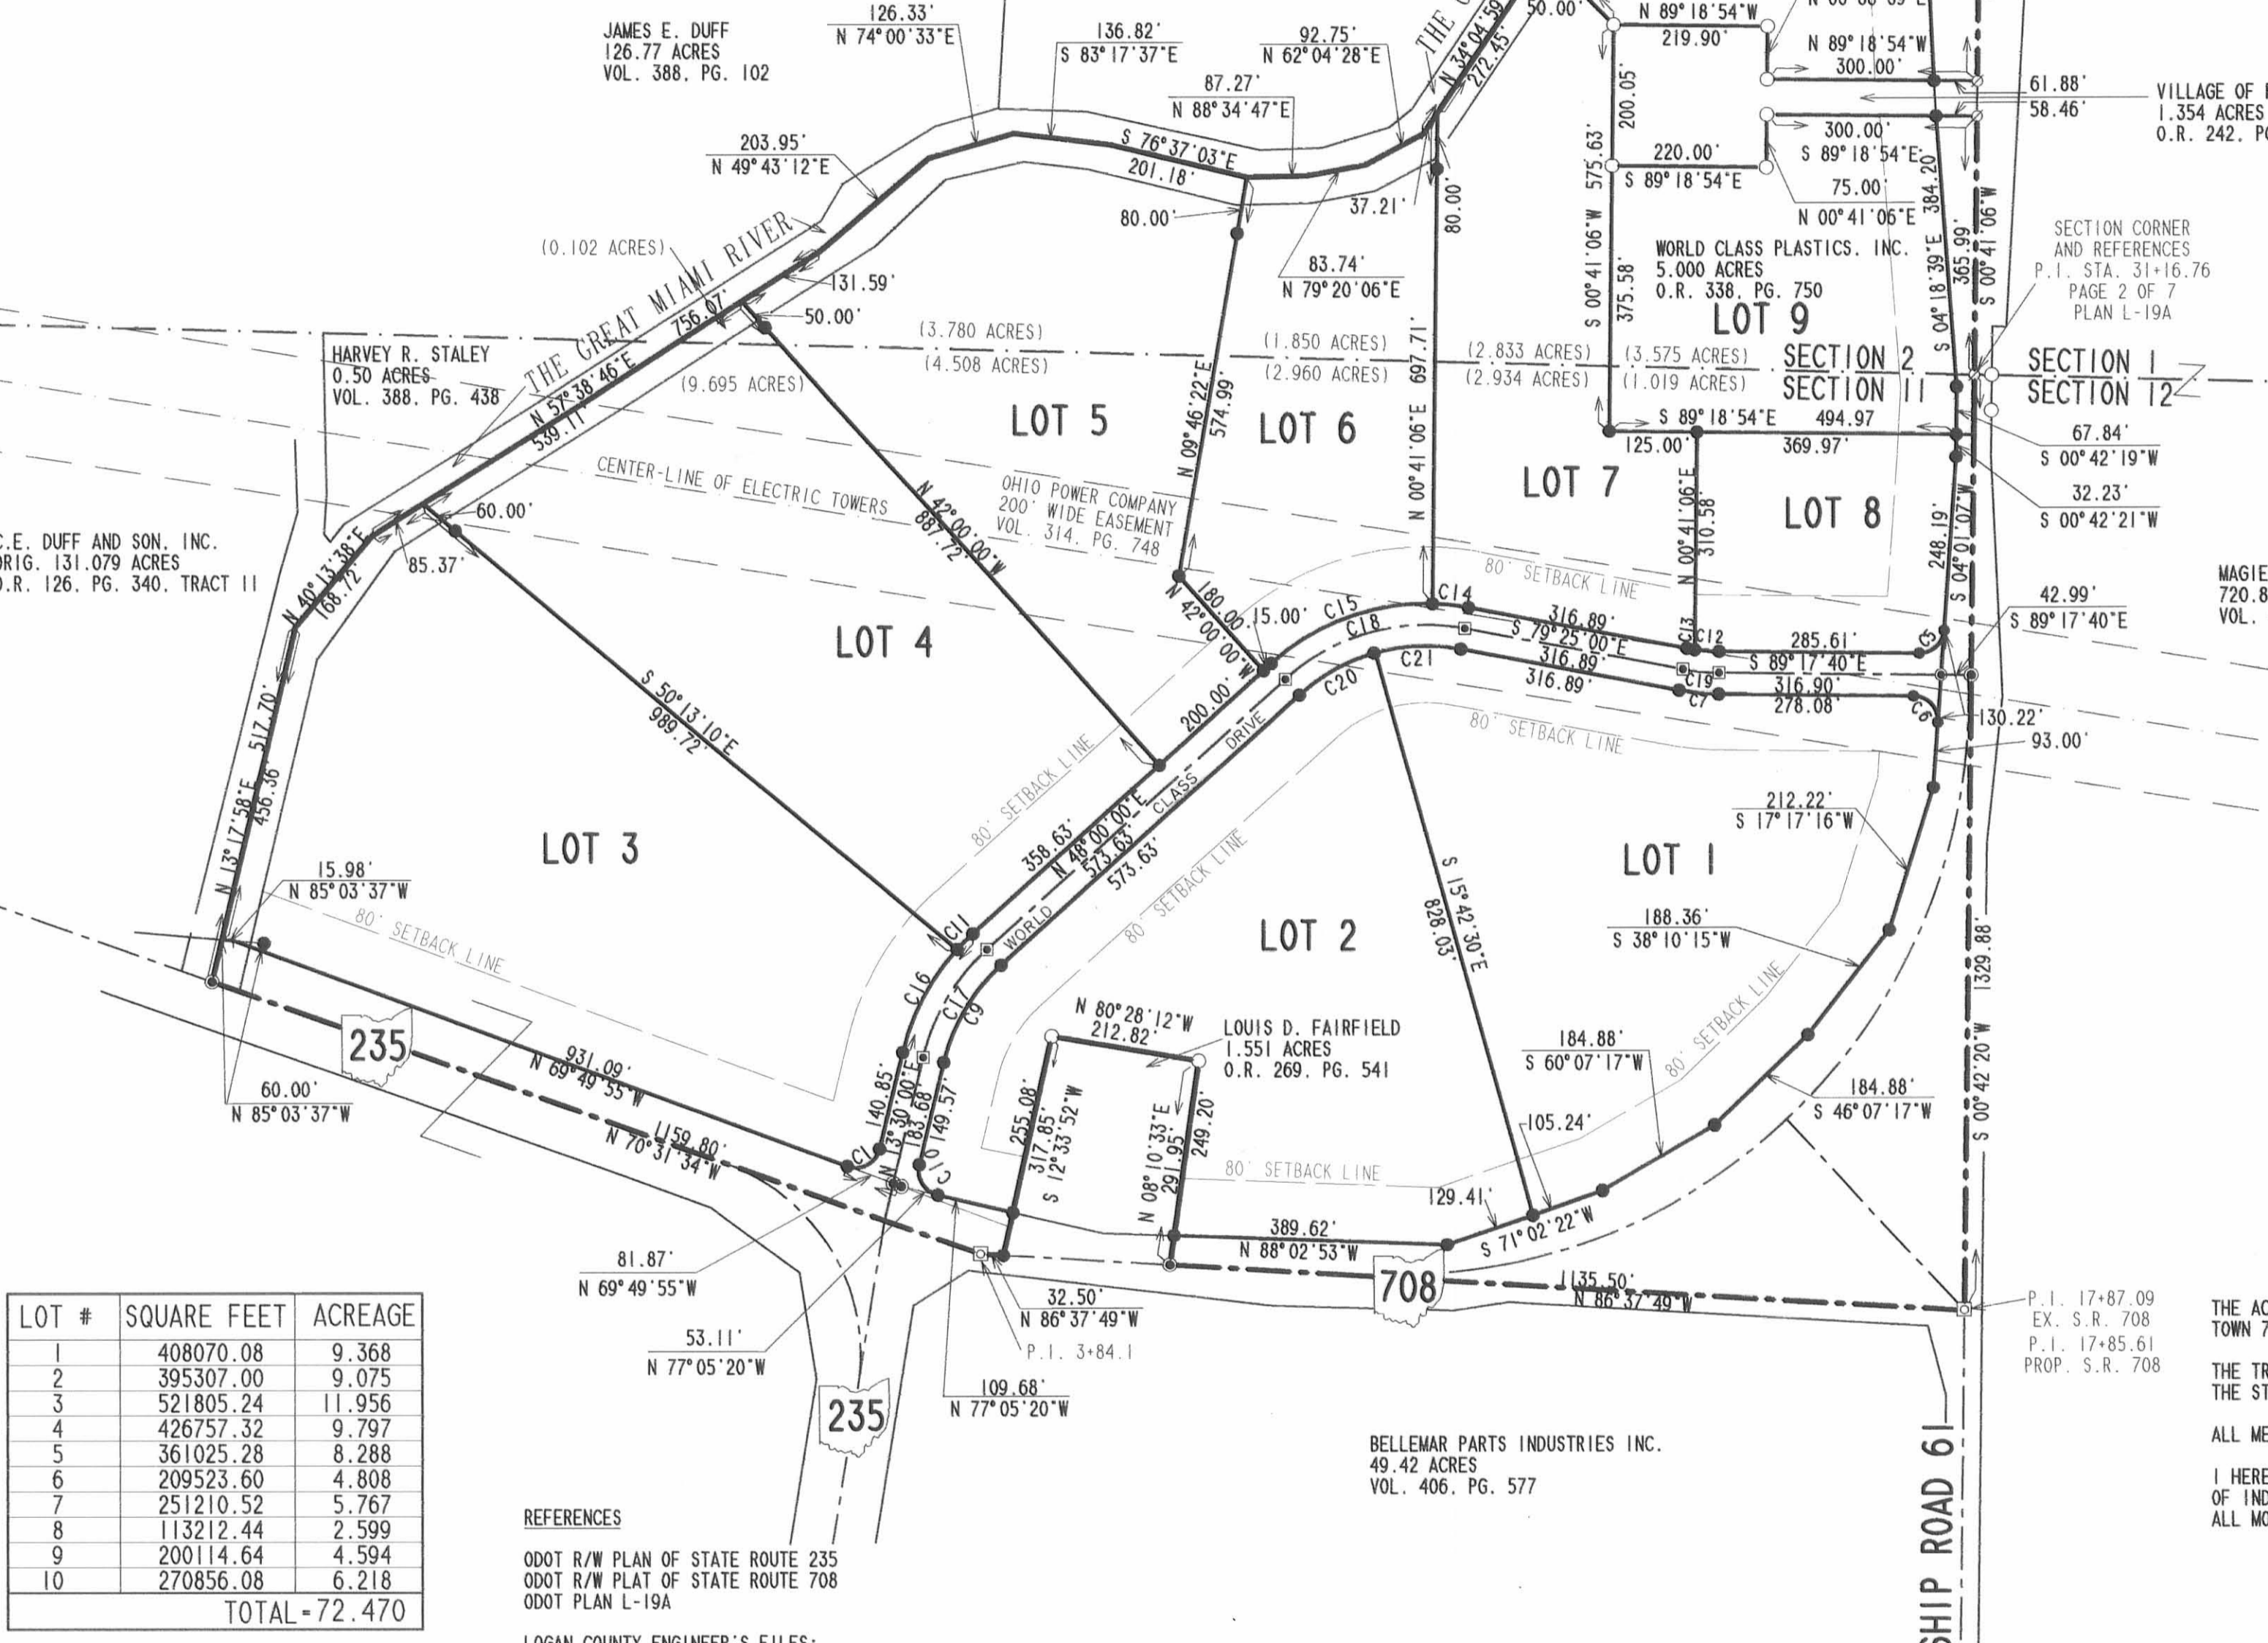 JAMES E. DUFF
126.77 ACRES
VOL. 388. PG. 102
126.33'
N 74°00'33"E
136.82'
S 83°17'37"E
92.75'
N 62°04'28"E
87.27'
N 88°34'47"E
203.95'
N 49°43'12"E
S 76°37'03"E
201.18'
80.00'
37.21'
83.74'
N 79°20'06"E
N 34°04'59
272.45'
50.00'
N 89°18'54"W
219.90'
N 89°18'54"W
300.00'
61.88'
58.46'
VILLAGE OF
1.354 ACRES
O.R. 242. P
300.00'
S 89°18'54"E
220.00'
S 89°18'54"E
75.00'
N 00°41'06"E
200.05'
S 00°41'06"W 575.63'
375.58'
80.00'
S 04°18'39"E 384.20'
365.99'
S 00°41'06"W
WORLD CLASS PLASTICS. INC.
5.000 ACRES
O.R. 338. PG. 750
LOT 9
SECTION CORNER
AND REFERENCES
P.I. STA. 31+16.76
PAGE 2 OF 7
PLAN L-19A
(0.102 ACRES)
THE GREAT MIAMI RIVER
131.59'
50.00'
756.07'
N 57°38'46"E
539.11'
(3.780 ACRES)
(4.508 ACRES)
(9.695 ACRES)
(1.850 ACRES)
(2.960 ACRES)
(2.833 ACRES)
(2.934 ACRES)
(3.575 ACRES)
(1.019 ACRES)
SECTION 2
SECTION 11
SECTION 1
SECTION 12
HARVEY R. STALEY
0.50 ACRES
VOL. 388. PG. 438
LOT 5
LOT 6
LOT 7
LOT 8
N 09°46'22"E
574.99'
N 00°41'06"E 697.71'
S 89°18'54"E 494.97
125.00'
369.97'
67.84'
S 00°42'19"W
32.23'
S 00°42'21"W
N 00°41'06"E
310.58'
248.19'
S 04°01'07"W
CENTER-LINE OF ELECTRIC TOWERS
OHIO POWER COMPANY
200' WIDE EASEMENT
VOL. 314. PG. 748
N 42°00'00"W
887.72'
C.E. DUFF AND SON. INC.
ORIG. 131.079 ACRES
O.R. 126. PG. 340. TRACT II
60.00'
85.37'
N 40°13'38"E
168.72'
180.00'
N 42°00'00"W
15.00'
C15
C18
C14
80' SETBACK LINE
316.89'
S 79°25'00"E
316.89'
316.89'
C13
C12
285.61'
S 89°17'40"E
C19
316.90'
C7
278.08'
C5
C6
42.99'
S 89°17'40"E
MAGIE
720.8
VOL.
130.22'
93.00'
C21
C20
80' SETBACK LINE
LOT 4
S 50°13'10"E
989.72'
200.00'
80' SETBACK LINE
358.63'
N 48°00'00"E
573.63'
573.63'
WORLD CLASS DRIVE
80' SETBACK LINE
517.70'
N 13°17'58"E
456.36'
LOT 3
LOT 2
LOT 1
S 15°42'30"E
828.03'
212.22'
S 17°17'16"W
188.36'
S 38°10'15"W
80' SETBACK LINE
15.98'
N 85°03'37"W
80' SETBACK LINE
C11
C16
C17
C9
235
60.00'
N 85°03'37"W
931.09'
N 69°49'55"W
1159.80'
N 70°31'34"W
C1
140.85'
N 13°30'00"E
183.68'
149.57'
C10
N 80°28'12"W
212.82
LOUIS D. FAIRFIELD
1.551 ACRES
O.R. 269. PG. 541
255.08'
317.85'
S 12°33'52"W
N 08°10'33"E
291.95'
249.20'
80' SETBACK LINE
184.88'
S 60°07'17"W
184.88'
S 46°07'17"W
105.24'
129.41'
S 71°02'22"W
389.62'
N 88°02'53"W
708
1135.50'
N 86°37'49"W
1329.88'
S 00°42'20"W
81.87'
N 69°49'55"W
53.11'
N 77°05'20"W
32.50'
N 86°37'49"W
P.I. 3+84.1
109.68'
N 77°05'20"W
235
P.I. 17+87.09
EX. S.R. 708
P.I. 17+85.61
PROP. S.R. 708
TOWN 7
THE TR
THE ST
ALL ME
I HERE
OF IND
ALL MO
BELLEMAR PARTS INDUSTRIES INC.
49.42 ACRES
VOL. 406. PG. 577
SHIP ROAD 61
LOT # SQUARE FEET ACREAGE
1 408070.08 9.368
2 395307.00 9.075
3 521805.24 11.956
4 426757.32 9.797
5 361025.28 8.288
6 209523.60 4.808
7 251210.52 5.767
8 113212.44 2.599
9 200114.64 4.594
10 270856.08 6.218
TOTAL=72.470
REFERENCES
ODOT R/W PLAN OF STATE ROUTE 235
ODOT R/W PLAT OF STATE ROUTE 708
ODOT PLAN L-19A
LOGAN COUNTY ENGINEER'S FILES: